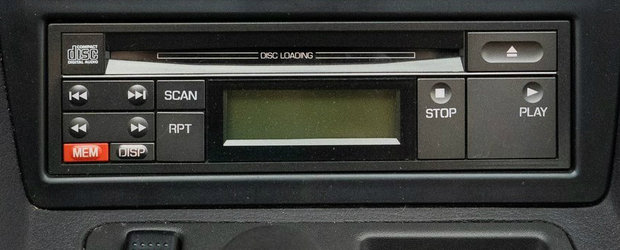 COMPACT
disc
DIGITAL AUDIO
DISC LOADING
SCAN
RPT
MEM
DISP
STOP
PLAY